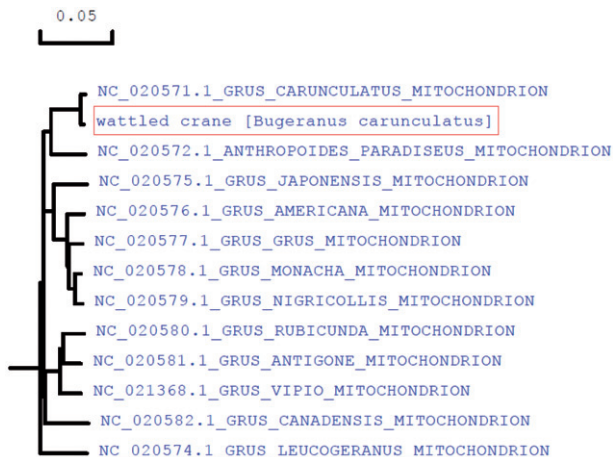 0.05
NC_020571.1_GRUS_CARUNCULATUS_MITOCHONDRION
wattled crane [Bugeranus carunculatus]
NC_020572.1_ANTHROPOIDES_PARADISEUS_MITOCHONDRION
NC_020575.1_GRUS_JAPONENSIS_MITOCHONDRION
NC_020576.1_GRUS_AMERICANA_MITOCHONDRION
NC_020577.1_GRUS_GRUS_MITOCHONDRION
NC_020578.1_GRUS_MONACHA_MITOCHONDRION
NC_020579.1_GRUS_NIGRICOLLIS_MITOCHONDRION
NC_020580.1_GRUS_RUBICUNDA_MITOCHONDRION
NC_020581.1_GRUS_ANTIGONE_MITOCHONDRION
NC_021368.1_GRUS_VIPIO_MITOCHONDRION
NC_020582.1_GRUS_CANADENSIS_MITOCHONDRION
NC_020574.1_GRUS_LEUCOGERANUS_MITOCHONDRION